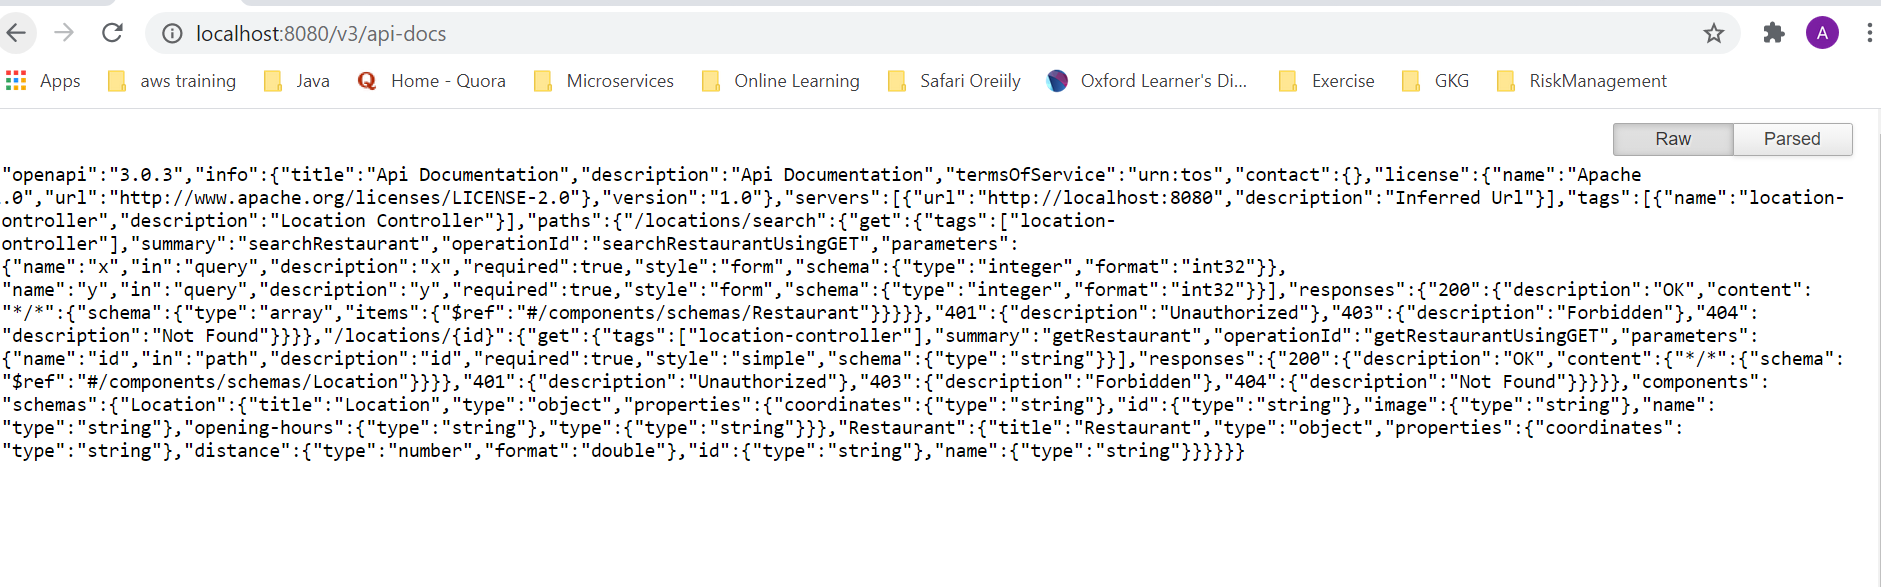 localhost:8080/v3/api-docs
A
Apps aws training Java Home - Quora Microservices Online Learning Safari Oreiily Oxford Learner's Di... Exercise GKG RiskManagement
Raw Parsed
"openapi":"3.0.3","info":{"title":"Api Documentation","description":"Api Documentation","termsOfService":"urn:tos","contact":{},"license":{"name":"Apache
.0","url":"http://www.apache.org/licenses/LICENSE-2.0"},"version":"1.0"},"servers":[{"url":"http://localhost:8080","description":"Inferred Url"}],"tags":[{"name":"location-
ontroller","description":"Location Controller"}],"paths":{"/locations/search":{"get":{"tags":["location-
ontroller"],"summary":"searchRestaurant","operationId":"searchRestaurantUsingGET","parameters":
{"name":"x","in":"query","description":"x","required":true,"style":"form","schema":{"type":"integer","format":"int32"}},
"name":"y","in":"query","description":"y","required":true,"style":"form","schema":{"type":"integer","format":"int32"}}],"responses":{"200":{"description":"OK","content":
"*/*":{"schema":{"type":"array","items":{"$ref":"#/components/schemas/Restaurant"}}}}},"401":{"description":"Unauthorized"},"403":{"description":"Forbidden"},"404":
"description":"Not Found"}}}},"/locations/{id}":{"get":{"tags":["location-controller"],"summary":"getRestaurant","operationId":"getRestaurantUsingGET","parameters":
{"name":"id","in":"path","description":"id","required":true,"style":"simple","schema":{"type":"string"}}],"responses":{"200":{"description":"OK","content":{"*/*":{"schema":
"$ref":"#/components/schemas/Location"}}}},"401":{"description":"Unauthorized"},"403":{"description":"Forbidden"},"404":{"description":"Not Found"}}}}},"components":
"schemas":{"Location":{"title":"Location","type":"object","properties":{"coordinates":{"type":"string"},"id":{"type":"string"},"image":{"type":"string"},"name":
"type":"string"},"opening-hours":{"type":"string"},"type":{"type":"string"}}},"Restaurant":{"title":"Restaurant","type":"object","properties":{"coordinates":
"type":"string"},"distance":{"type":"number","format":"double"},"id":{"type":"string"},"name":{"type":"string"}}}}}}